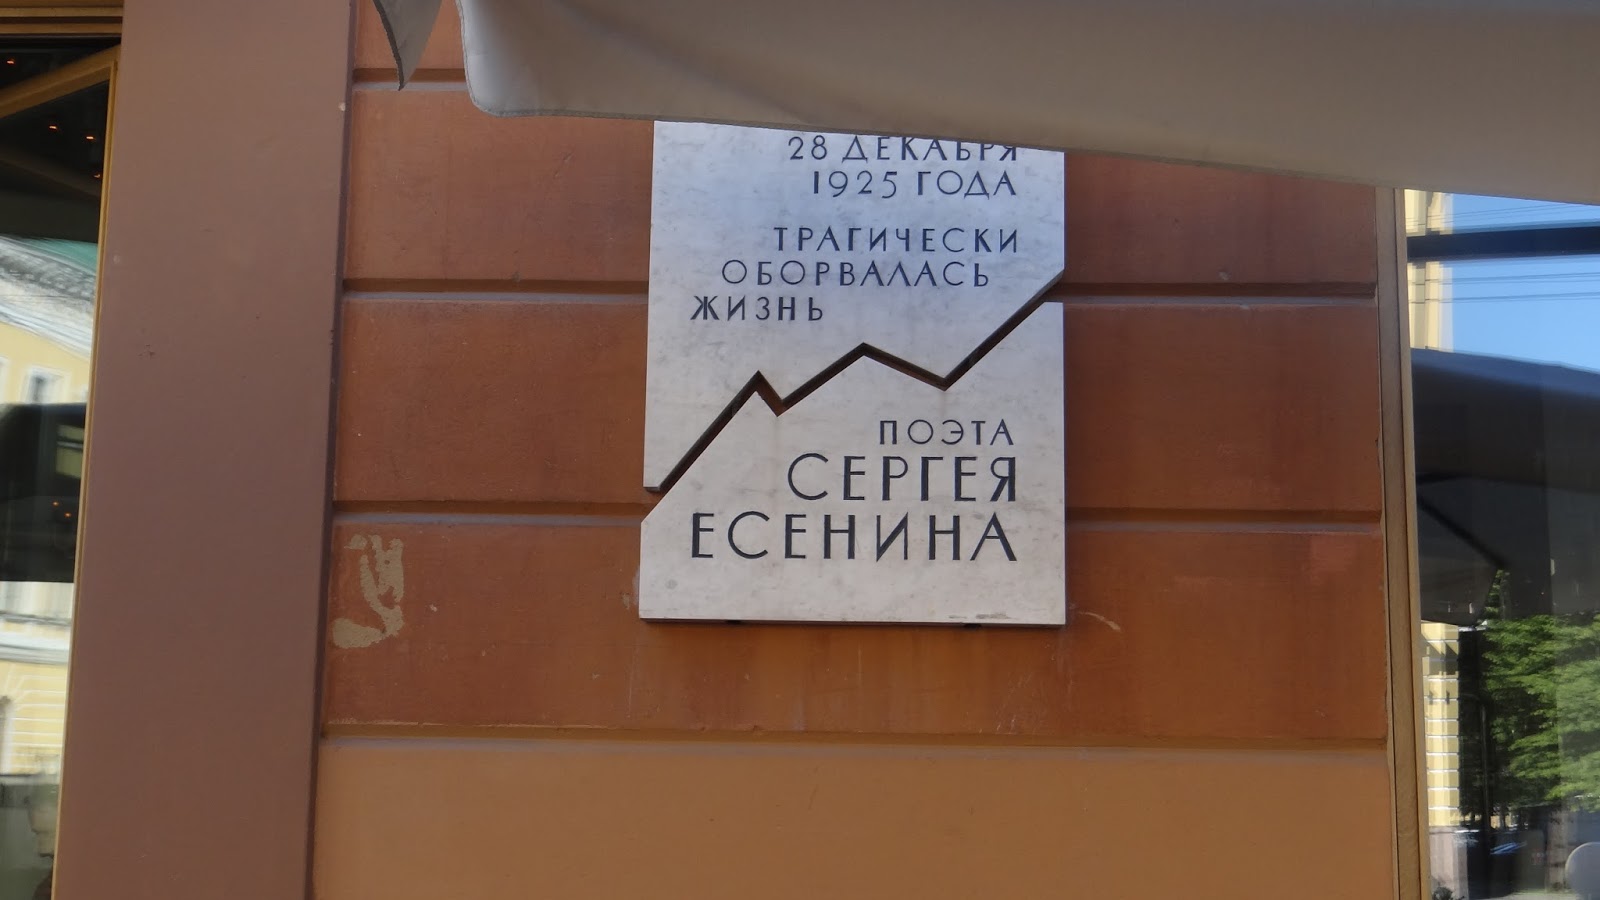 28 ДЕКАБРЯ
1925 ГОДА
ТРАГИЧЕСКИ
ОБОРВАЛАСЬ
ЖИЗНЬ
ПОЭТА
СЕРГЕЯ
ЕСЕНИНА